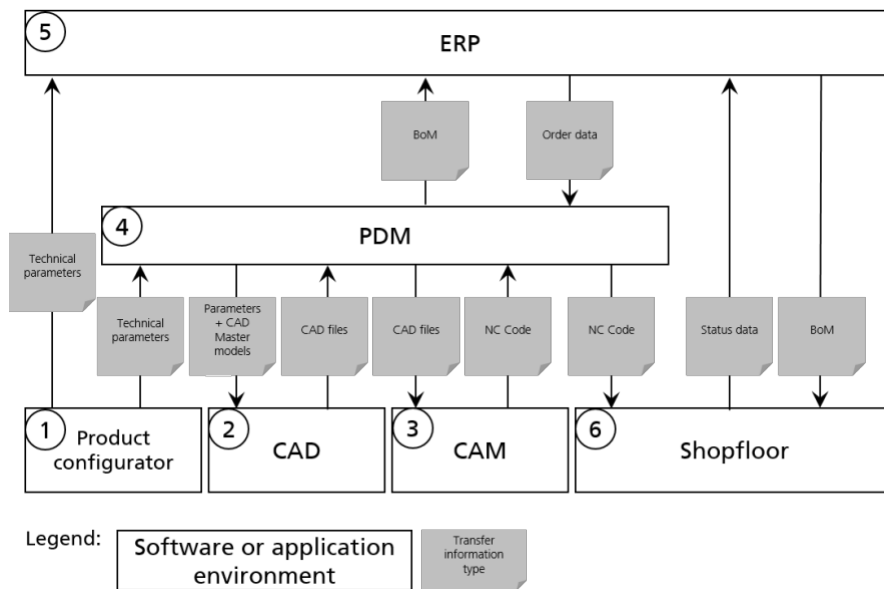 5
ERP
BoM
Order data
4
PDM
Technical
parameters
Technical
parameters
Parameters
+ CAD
Master
models
CAD files
CAD files
NC Code
NC Code
Status data
BoM
1
Product
configurator
2
CAD
3
CAM
6
Shopfloor
Legend:
Software or application
environment
Transfer
information
type